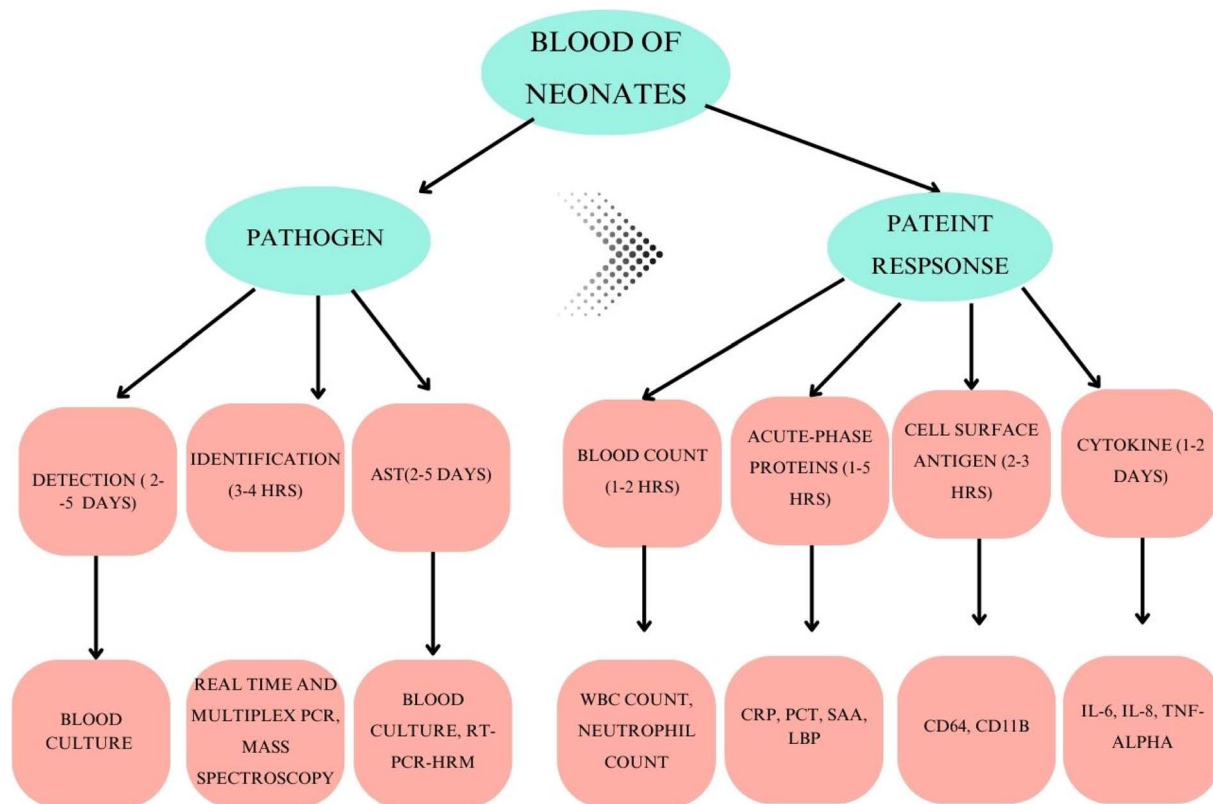 BLOOD OF
NEONATES
PATHOGEN
PATEINT
RESPSONSE
DETECTION ( 2-
-5 DAYS)
IDENTIFICATION
(3-4 HRS)
AST(2-5 DAYS)
BLOOD COUNT
(1-2 HRS)
ACUTE-PHASE
PROTEINS (1-5
HRS)
CELL SURFACE
ANTIGEN (2-3
HRS)
CYTOKINE (1-2
DAYS)
BLOOD
CULTURE
REAL TIME AND
MULTIPLEX PCR,
MASS
SPECTROSCOPY
BLOOD
CULTURE, RT-
PCR-HRM
WBC COUNT,
NEUTROPHIL
COUNT
CRP, PCT, SAA,
LBP
CD64, CD11B
IL-6, IL-8, TNF-
ALPHA